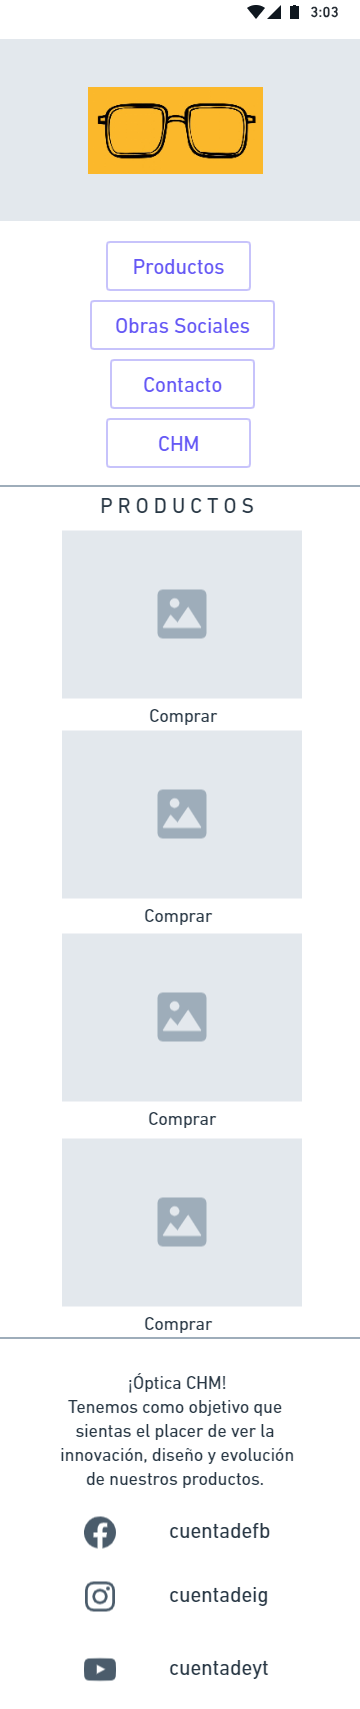 3:03
Productos
Obras Sociales
Contacto
CHM
PRODUCTOS
Comprar
Comprar
Comprar
Comprar
¡Óptica CHM!
Tenemos como objetivo que
sientas el placer de ver la
innovación, diseño y evolución
de nuestros productos.
cuentadefb
cuentadeig
cuentadeyt